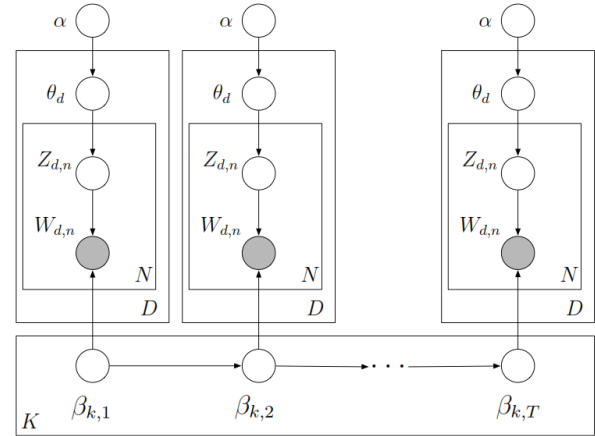 α α α
θ_d θ_d θ_d
Z_{d,n} Z_{d,n} Z_{d,n}
W_{d,n} W_{d,n} W_{d,n}
N N N
D D D
· · ·
K β_{k,1} β_{k,2} β_{k,T}